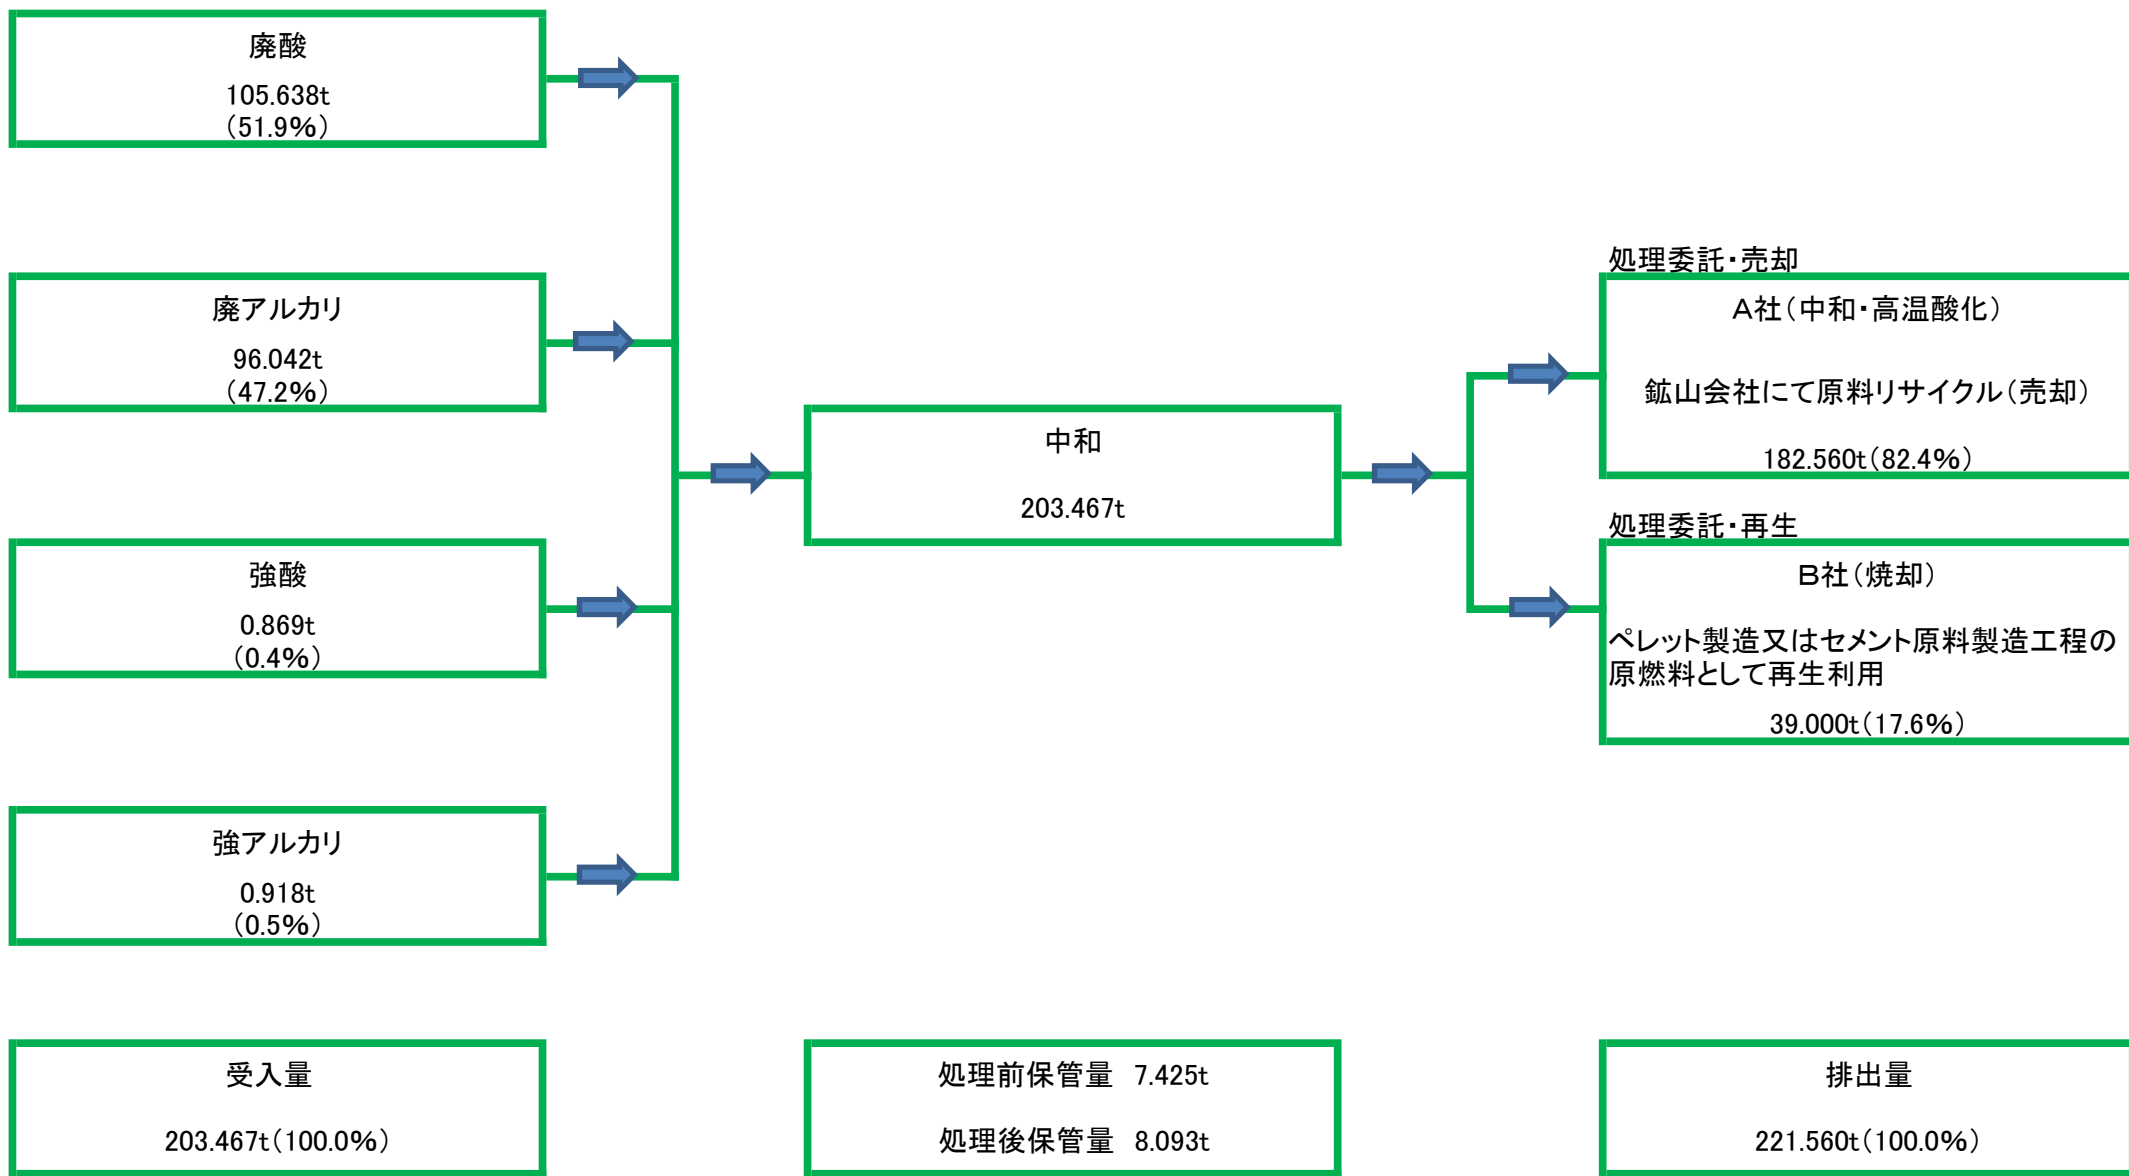 廃酸
105.638t
(51.9%)
廃アルカリ
96.042t
(47.2%)
強酸
0.869t
(0.4%)
強アルカリ
0.918t
(0.5%)
中和
203.467t
処理委託・売却
A社(中和・高温酸化)
鉱山会社にて原料リサイクル(売却)
182.560t(82.4%)
処理委託・再生
B社(焼却)
ペレット製造又はセメント原料製造工程の
原燃料として再生利用
39.000t(17.6%)
受入量
203.467t(100.0%)
処理前保管量 7.425t
処理後保管量 8.093t
排出量
221.560t(100.0%)